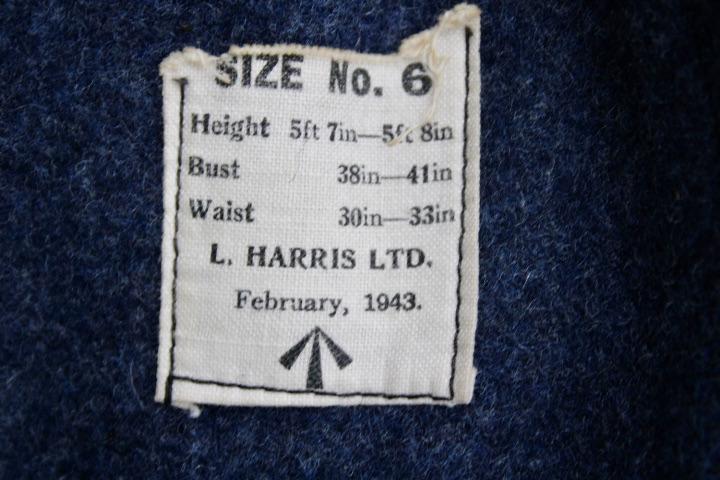 SIZE No. 6
Height 5ft 7in—5ft 8in
Bust 38in—41in
Waist 30in—33in
L. HARRIS LTD.
February, 1943.